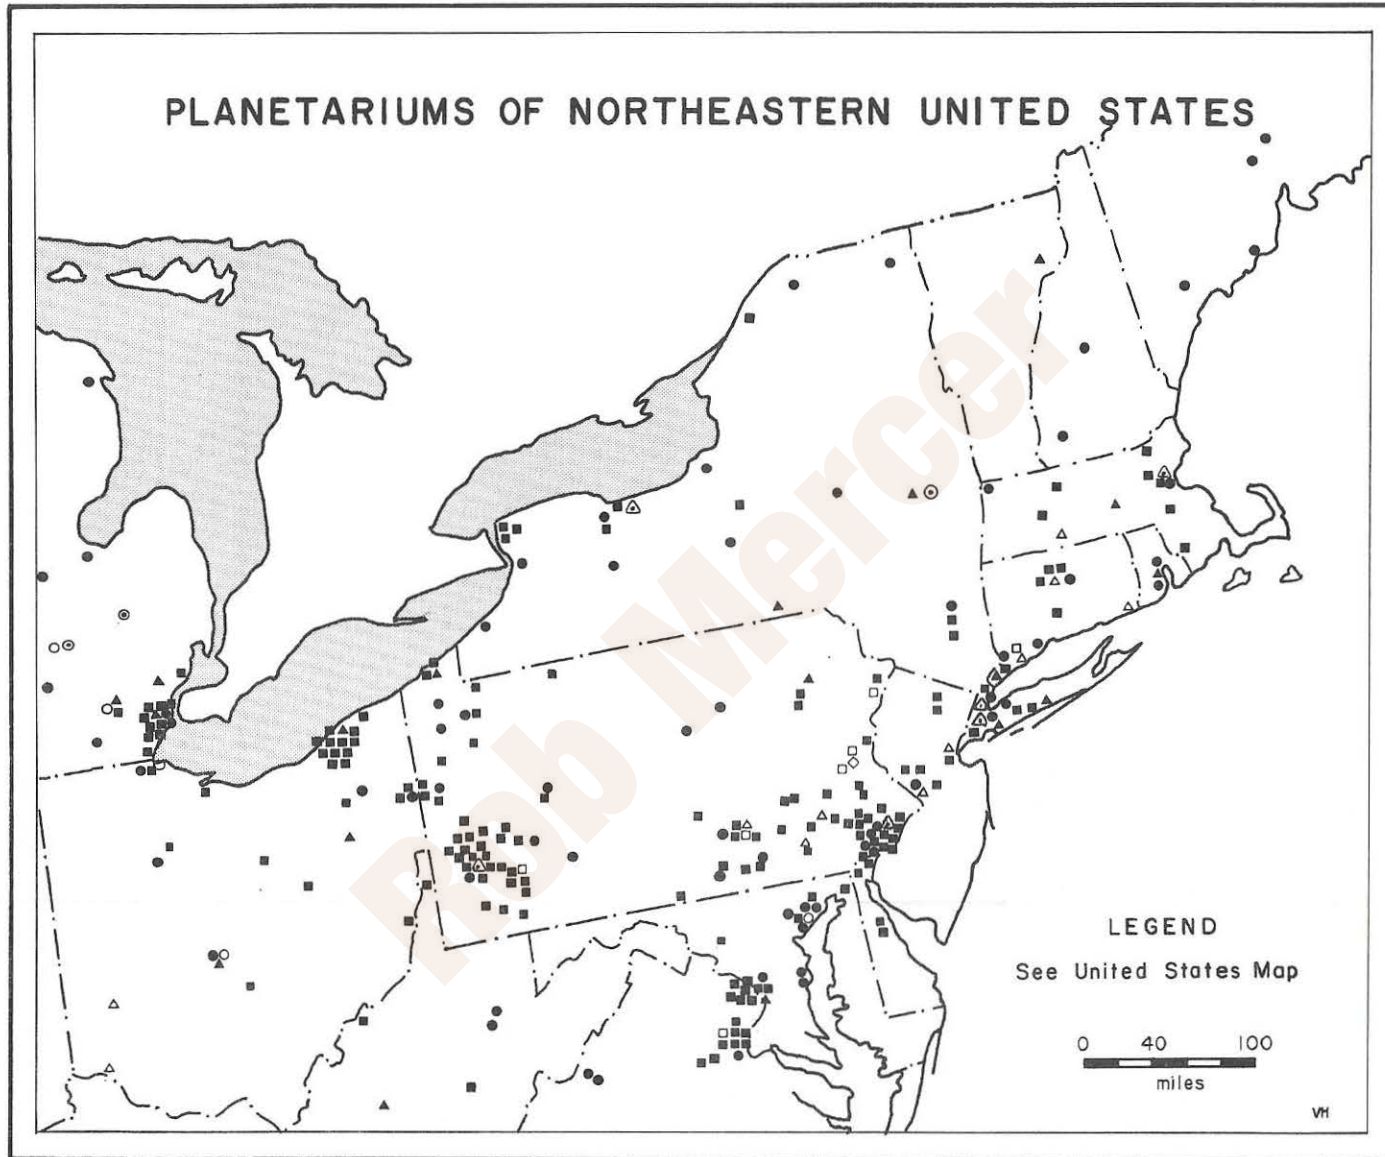 PLANETARIUMS OF NORTHEASTERN UNITED STATES
Rob Mercer
LEGEND
See United States Map
0 40 100
miles
VH